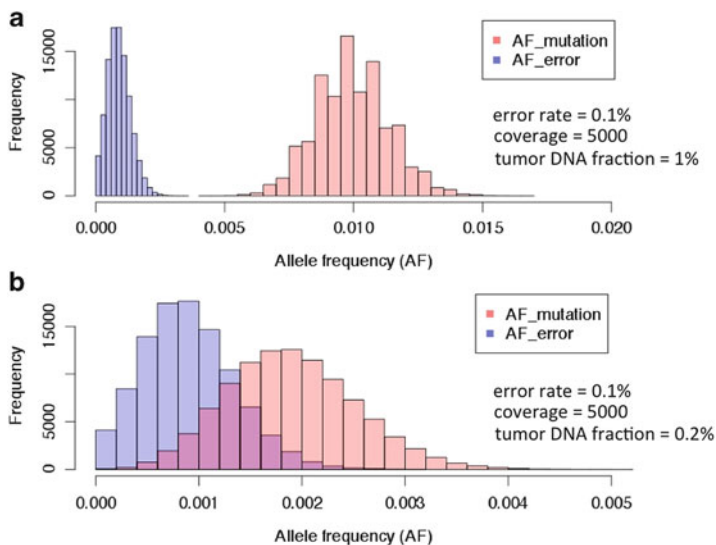 a
15000
5000
0
Frequency
AF_mutation
AF_error
error rate = 0.1%
coverage = 5000
tumor DNA fraction = 1%
0.000 0.005 0.010 0.015 0.020
Allele frequency (AF)
b
15000
5000
0
Frequency
AF_mutation
AF_error
error rate = 0.1%
coverage = 5000
tumor DNA fraction = 0.2%
0.000 0.001 0.002 0.003 0.004 0.005
Allele frequency (AF)